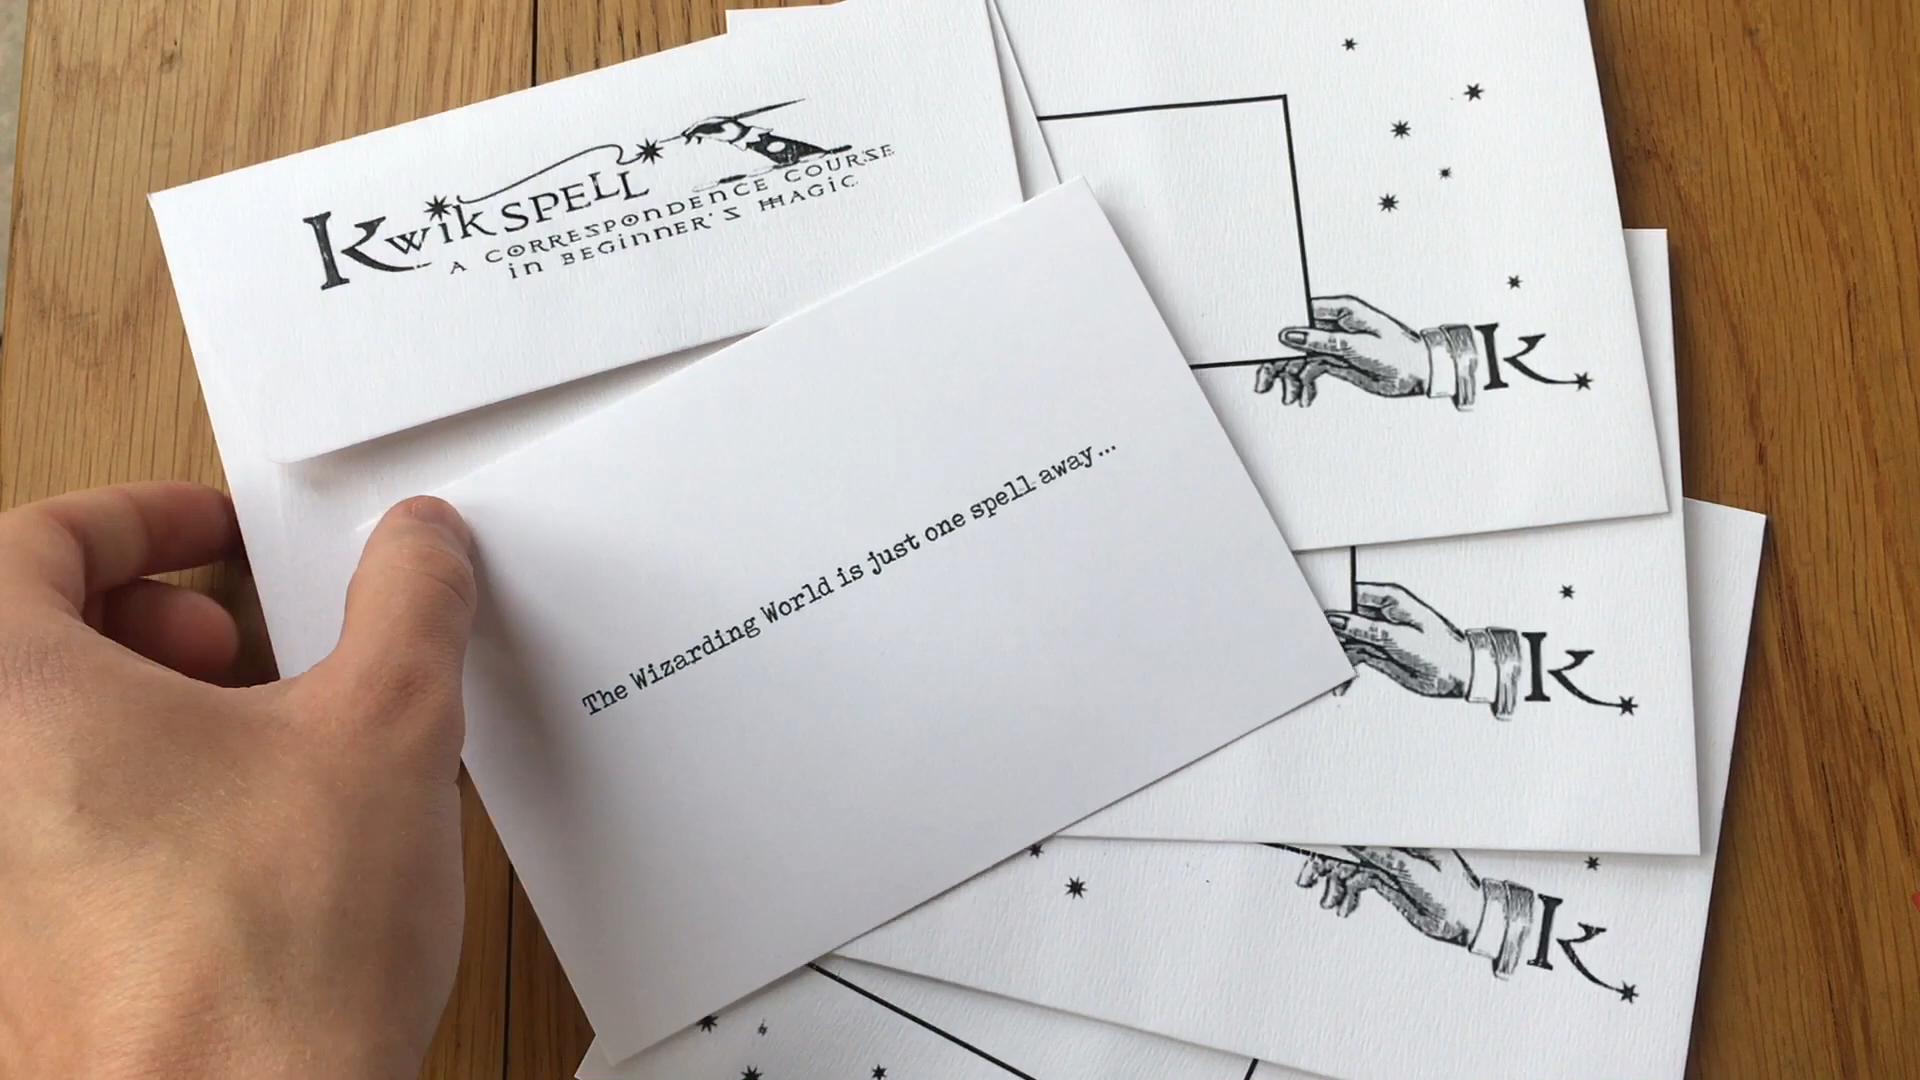 KwikSPELL
A CORRESPONDENCE COURSE
in BEGinnER'S MAGiC
The Wizarding World is just one spell away...
K
K
K